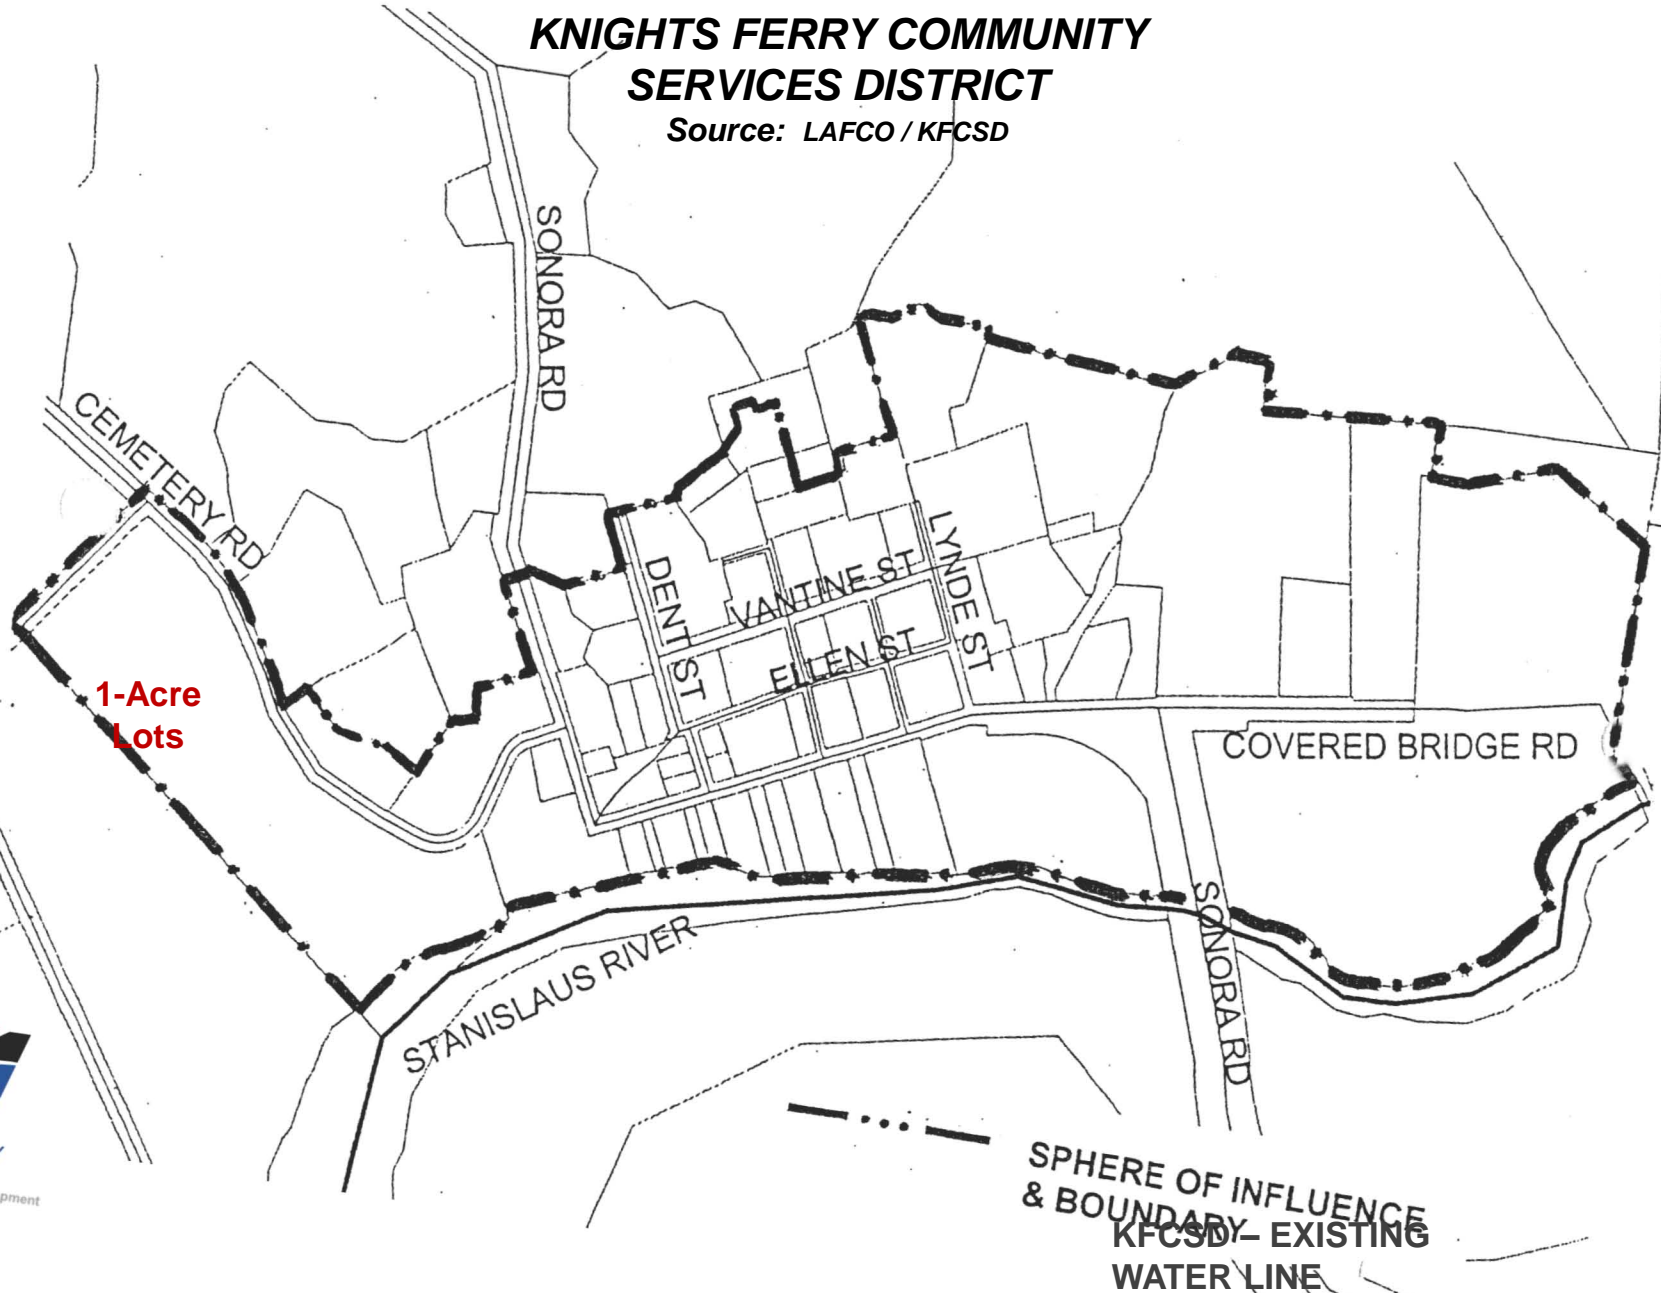 KNIGHTS FERRY COMMUNITY
SERVICES DISTRICT
Source: LAFCO / KFCSD
SONORA RD
CEMETERY RD
LYNDE ST
DENT ST
VANTINE ST
ELLEN ST
1-Acre
Lots
COVERED BRIDGE RD
SONORA RD
STANISLAUS RIVER
SPHERE OF INFLUENCE
& BOUNDARY
KFCSD – EXISTING
WATER LINE
pment